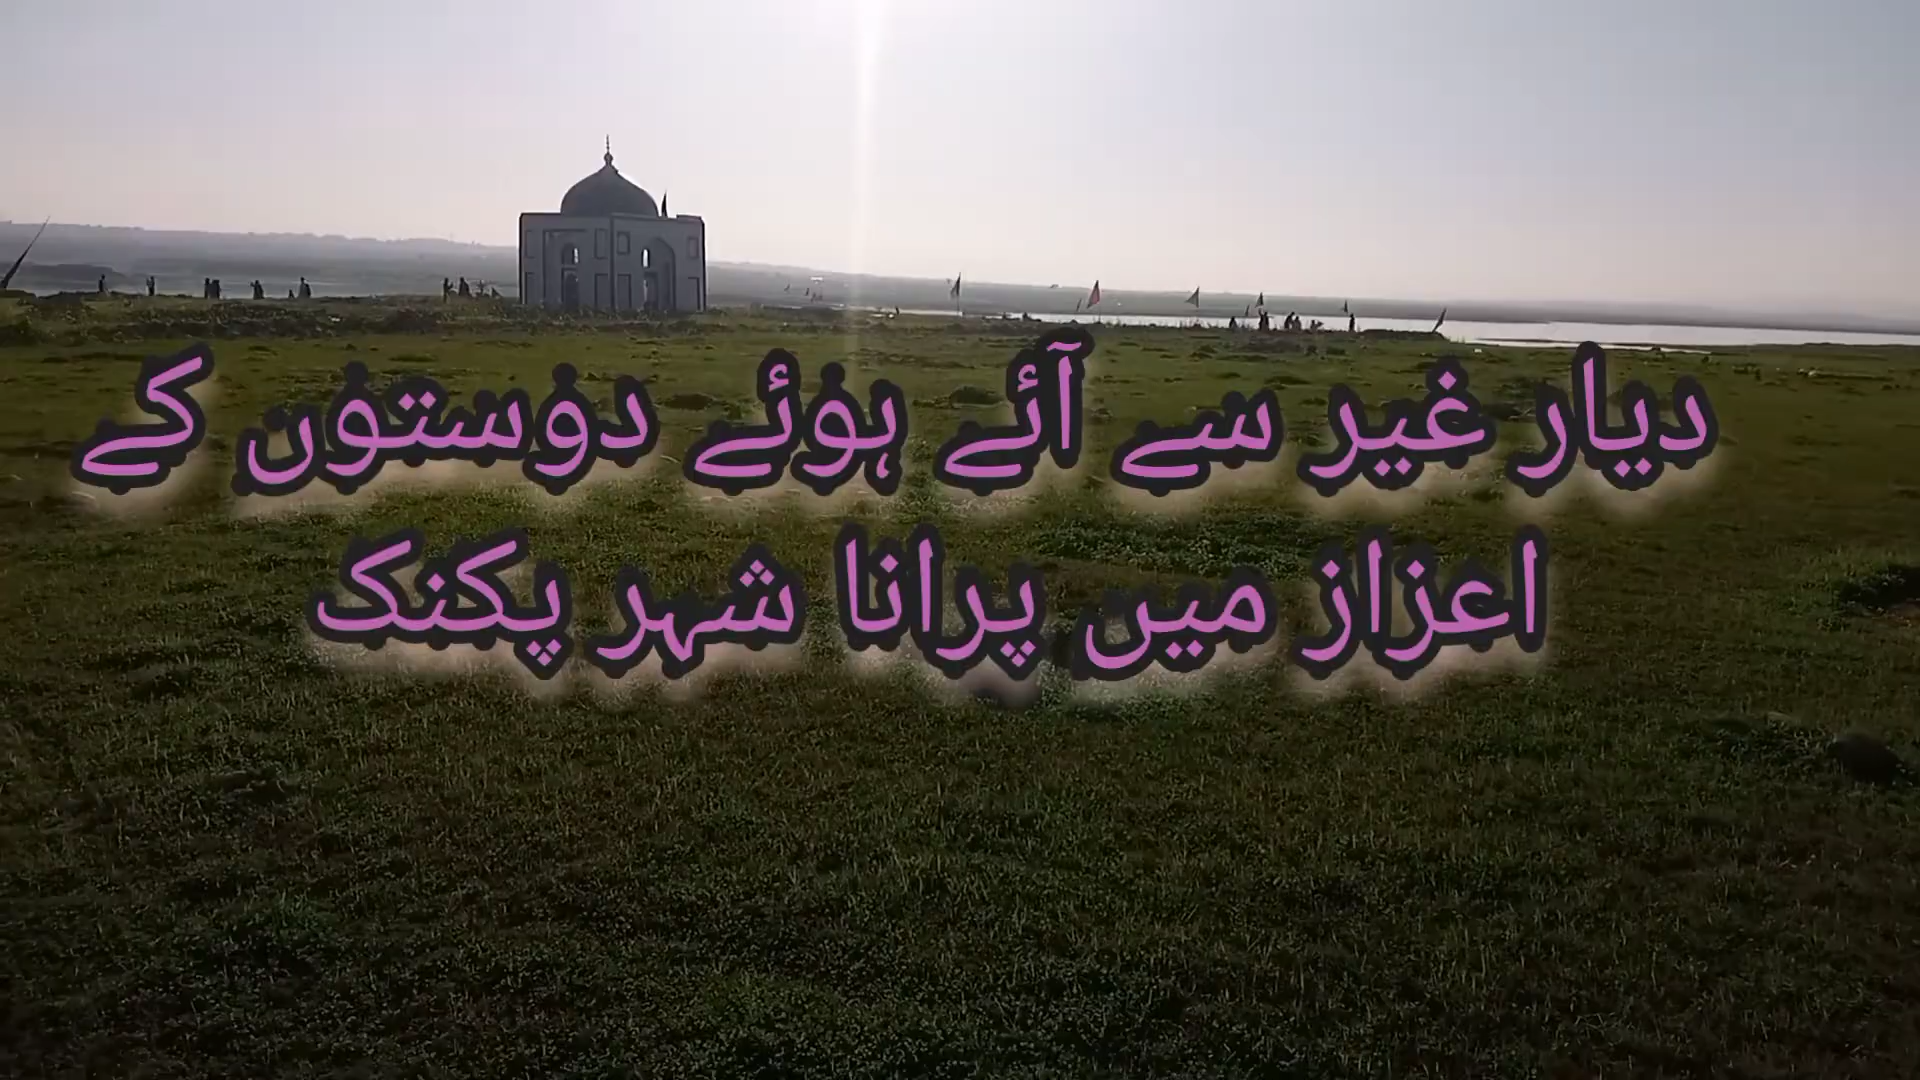 دیار غیر سے آئے ہوئے دوستوں کے
اعزاز میں پرانا شہر پکنک